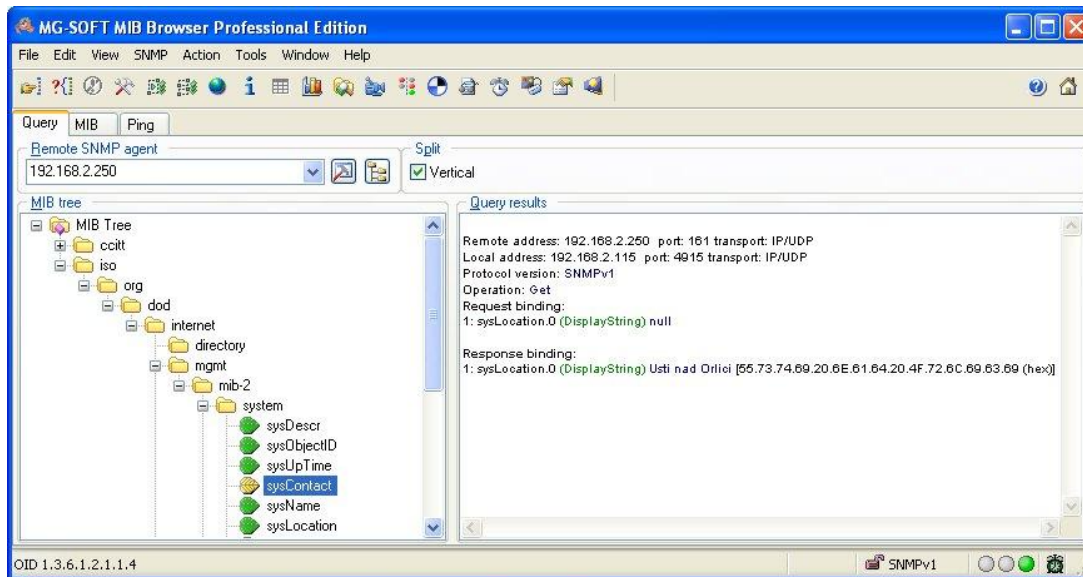 MG-SOFT MIB Browser Professional Edition
File Edit View SNMP Action Tools Window Help
Query MIB Ping
Remote SNMP agent
192.168.2.250
Split
Vertical
MIB tree
MIB Tree
ccitt
iso
org
dod
internet
directory
mgmt
mib-2
system
sysDescr
sysObjectID
sysUpTime
sysContact
sysName
sysLocation
Query results
Remote address: 192.168.2.250 port: 161 transport: IP/UDP
Local address: 192.168.2.115 port: 4915 transport: IP/UDP
Protocol version: SNMPv1
Operation: Get
Request binding:
1: sysLocation.0 (DisplayString) null
Response binding:
1: sysLocation.0 (DisplayString) Usti nad Orlici [55.73.74.69.20.6E.61.64.20.4F.72.6C.69.63.69 (hex)]
OID 1.3.6.1.2.1.1.4
SNMPv1